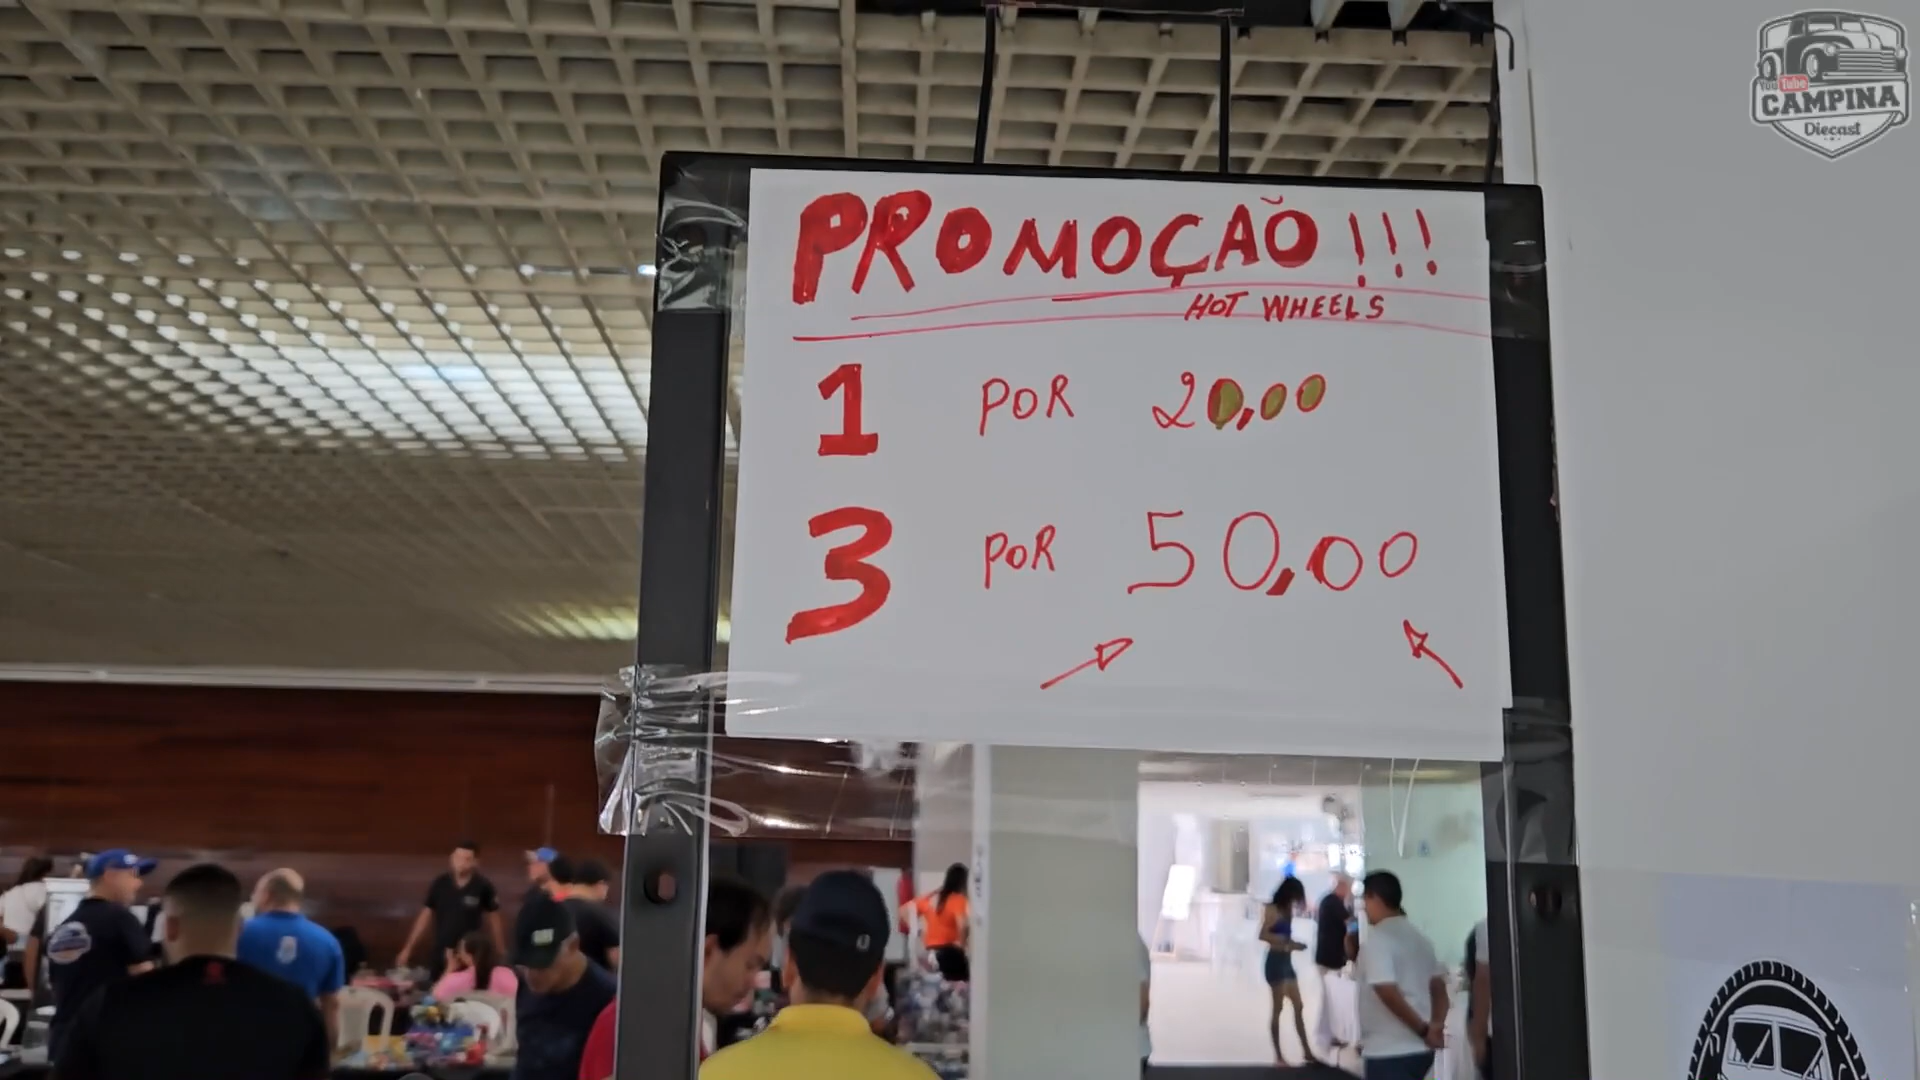 PROMOÇÃO!!!
HOT WHEELS
1 POR 20,00
3 POR 50,00
YouTube
CAMPINA
Diecast